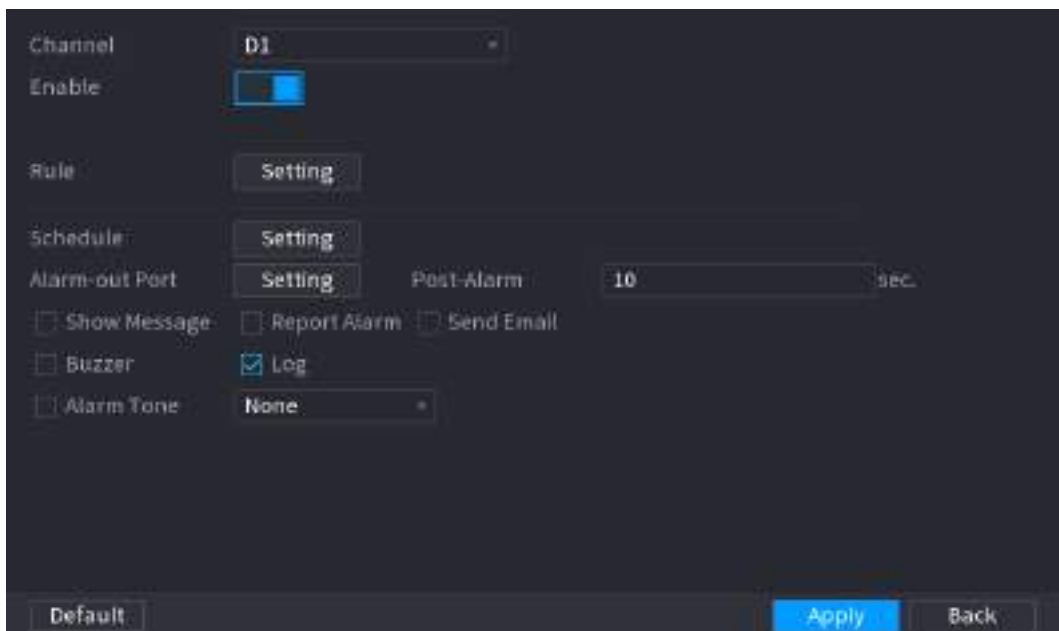 Channel D1
Enable
Rule Setting
Schedule Setting
Alarm-out Port Setting Post-Alarm 10 sec.
Show Message Report Alarm Send Email
Buzzer Log
Alarm Tone None
Default Apply Back